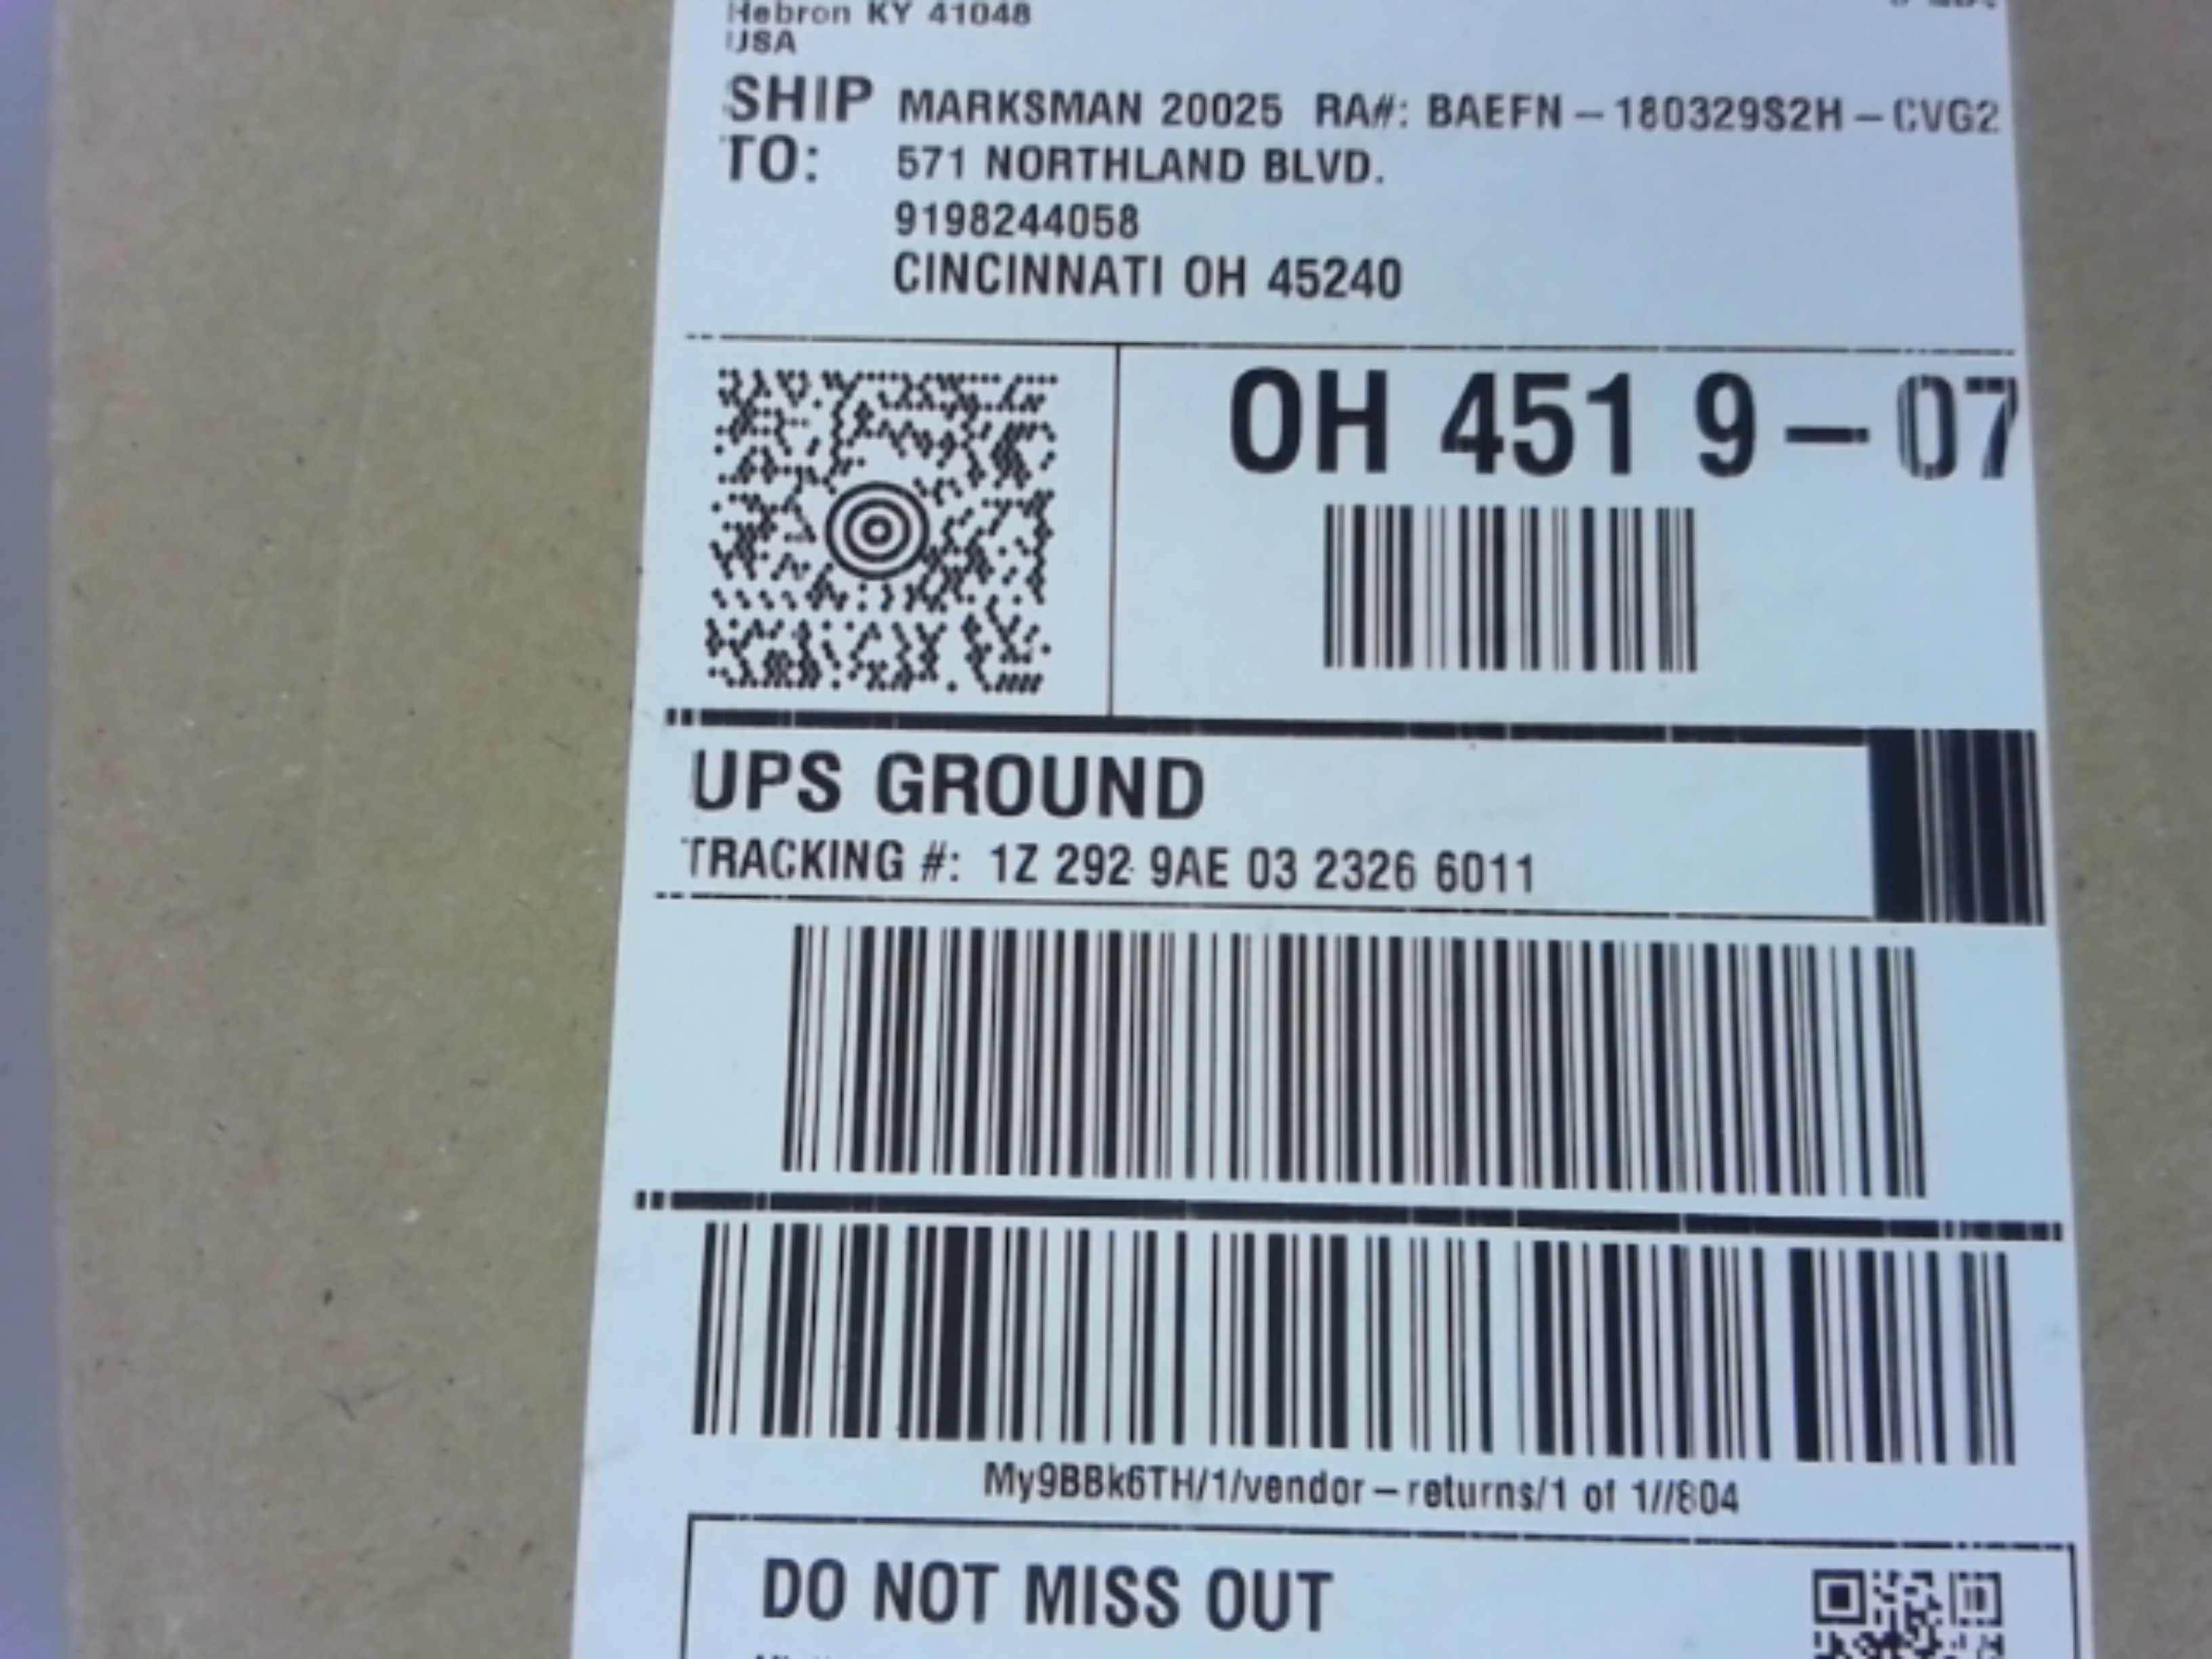 Hebron KY 41048
USA
SHIP TO: MARKSMAN 20025 RA#: BAEFN-180329S2H-CVG2
571 NORTHLAND BLVD.
9198244058
CINCINNATI OH 45240
OH 451 9-07
UPS GROUND
TRACKING #: 1Z 292 9AE 03 2326 6011
My9BBk6TH/1/vendor-returns/1 of 1//804
DO NOT MISS OUT